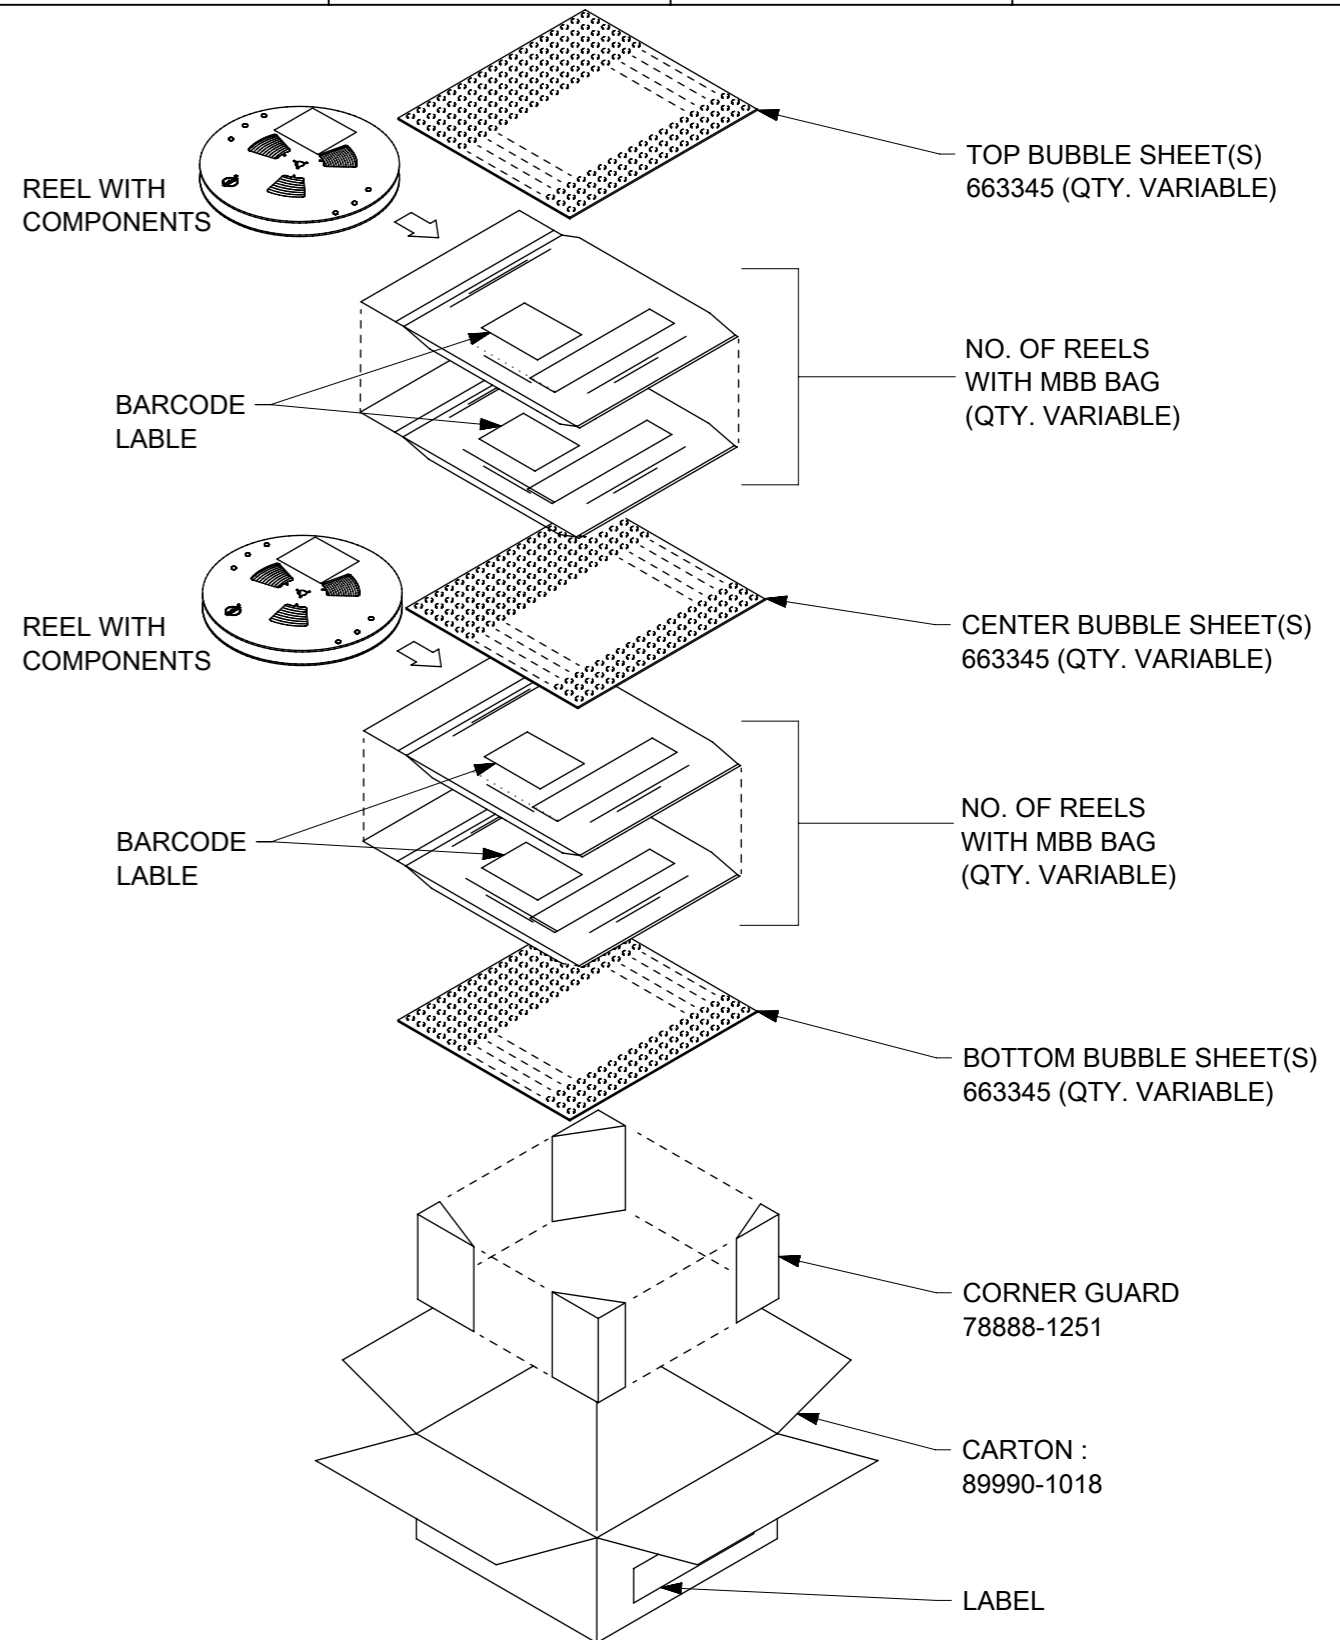 TOP BUBBLE SHEET(S)
663345 (QTY. VARIABLE)
REEL WITH
COMPONENTS
NO. OF REELS
WITH MBB BAG
(QTY. VARIABLE)
BARCODE
LABLE
CENTER BUBBLE SHEET(S)
663345 (QTY. VARIABLE)
REEL WITH
COMPONENTS
NO. OF REELS
WITH MBB BAG
(QTY. VARIABLE)
BARCODE
LABLE
BOTTOM BUBBLE SHEET(S)
663345 (QTY. VARIABLE)
CORNER GUARD
78888-1251
CARTON :
89990-1018
LABEL